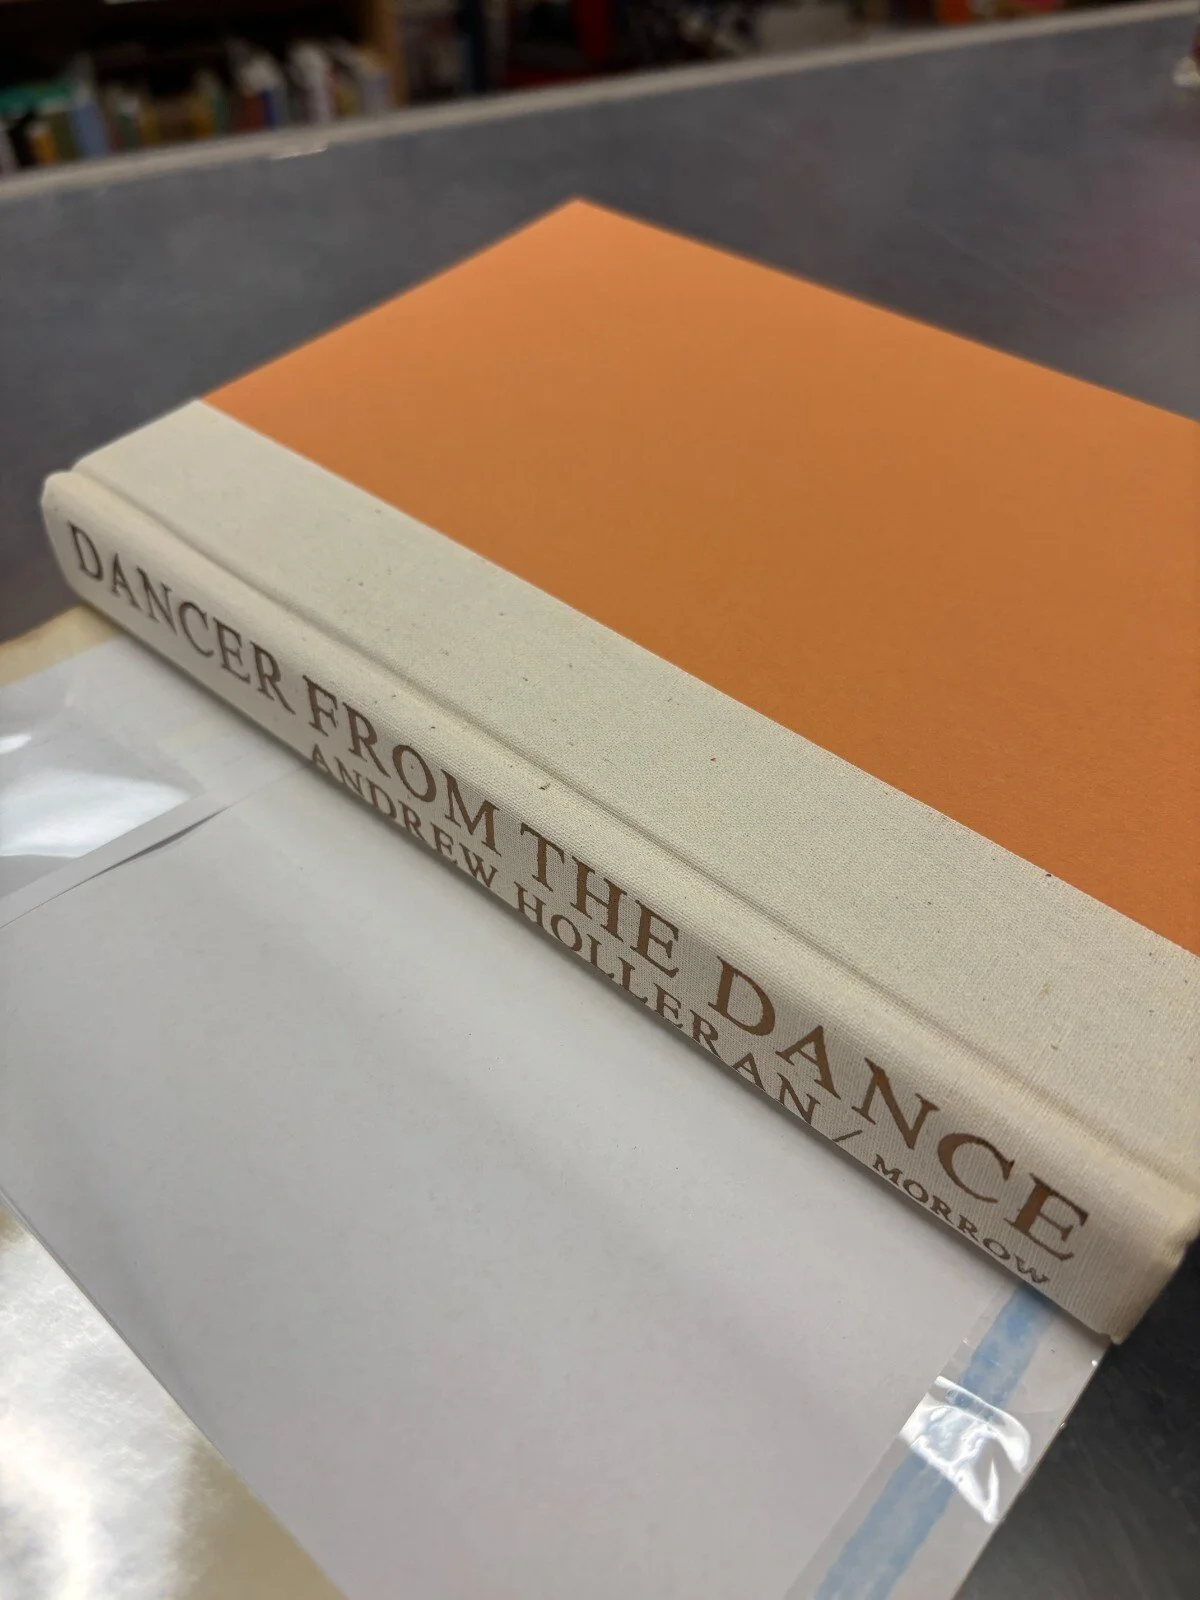 DANCER FROM THE DANCE
ANDREW HOLLERAN / MORROW